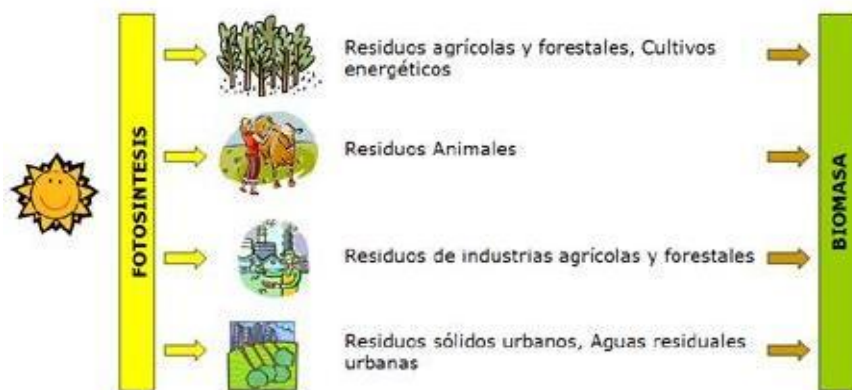 FOTOSINTESIS
Residuos agrícolas y forestales, Cultivos
energéticos
Residuos Animales
Residuos de industrias agrícolas y forestales
Residuos sólidos urbanos, Aguas residuales
urbanas
BIOMASA